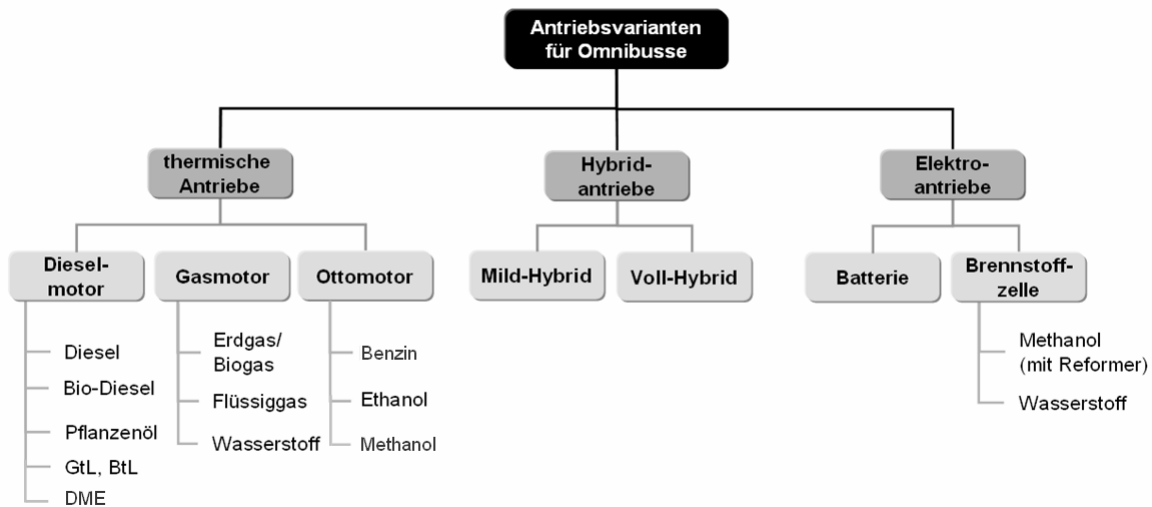 Antriebsvarianten
für Omnibusse
thermische
Antriebe
Hybrid-
antriebe
Elektro-
antriebe
Diesel-
motor
Gasmotor
Ottomotor
Mild-Hybrid
Voll-Hybrid
Batterie
Brennstoff-
zelle
Diesel
Bio-Diesel
Pflanzenöl
GtL, BtL
DME
Erdgas/
Biogas
Flüssiggas
Wasserstoff
Benzin
Ethanol
Methanol
Methanol
(mit Reformer)
Wasserstoff